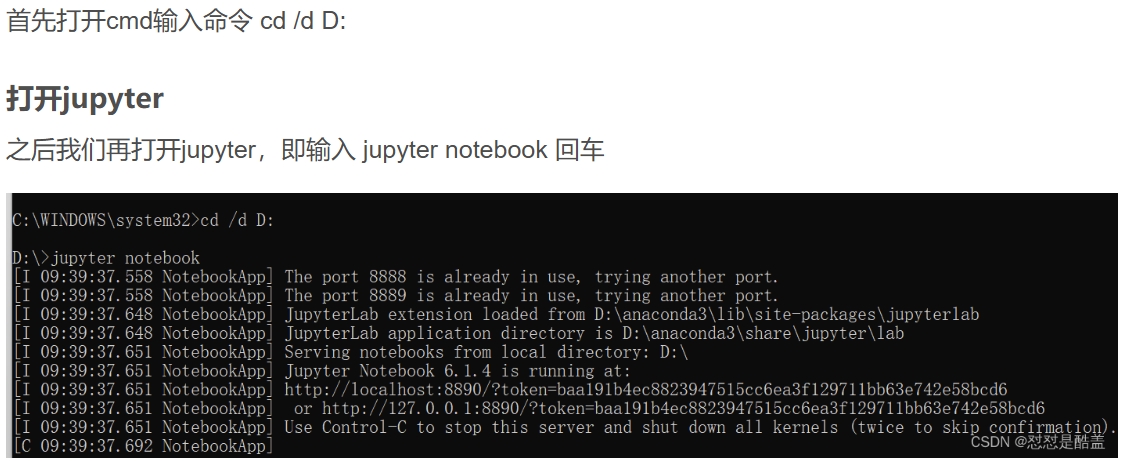 首先打开cmd输入命令 cd /d D:
打开jupyter
之后我们再打开jupyter，即输入 jupyter notebook 回车
C:\WINDOWS\system32>cd /d D:
D:\>jupyter notebook
[I 09:39:37.558 NotebookApp] The port 8888 is already in use, trying another port.
[I 09:39:37.558 NotebookApp] The port 8889 is already in use, trying another port.
[I 09:39:37.648 NotebookApp] JupyterLab extension loaded from D:\anaconda3\lib\site-packages\jupyterlab
[I 09:39:37.648 NotebookApp] JupyterLab application directory is D:\anaconda3\share\jupyter\lab
[I 09:39:37.651 NotebookApp] Serving notebooks from local directory: D:\
[I 09:39:37.651 NotebookApp] Jupyter Notebook 6.1.4 is running at:
[I 09:39:37.651 NotebookApp] http://localhost:8890/?token=baa191b4ec8823947515cc6ea3f129711bb63e742e58bcd6
[I 09:39:37.651 NotebookApp]  or http://127.0.0.1:8890/?token=baa191b4ec8823947515cc6ea3f129711bb63e742e58bcd6
[I 09:39:37.651 NotebookApp] Use Control-C to stop this server and shut down all kernels (twice to skip confirmation).
[C 09:39:37.692 NotebookApp]
CSDN @怼怼是酷盖